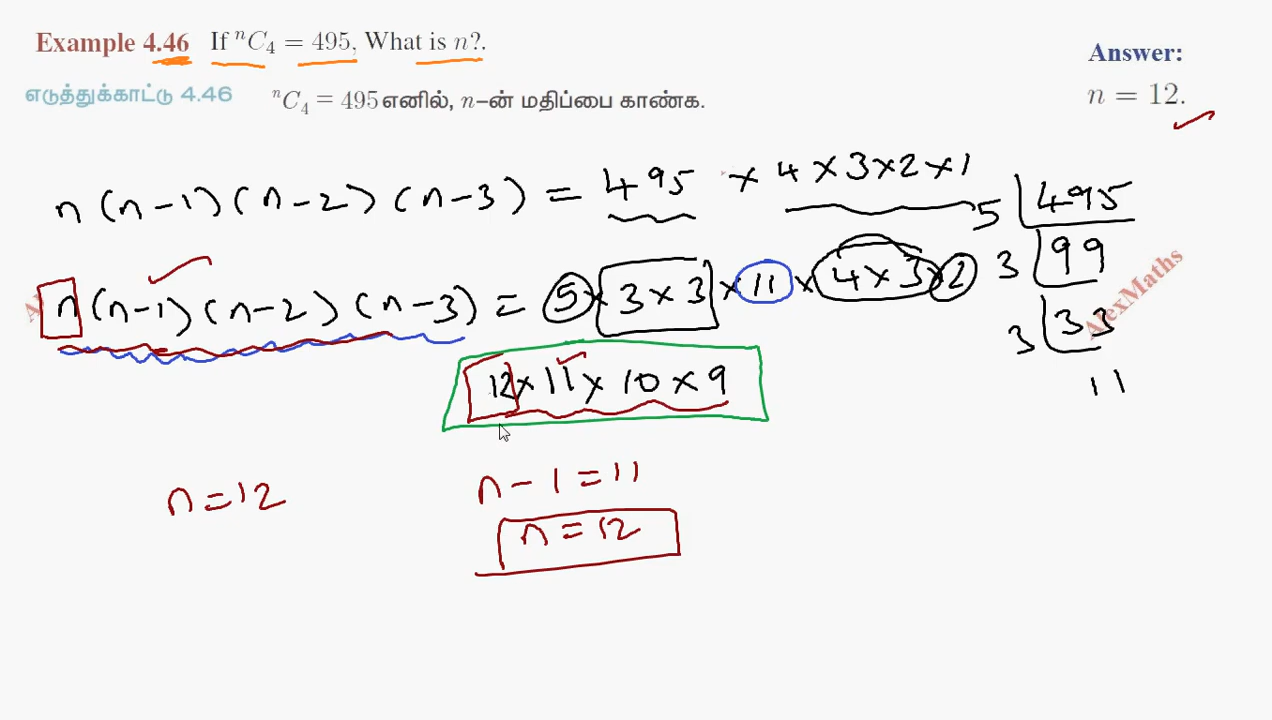 Example 4.46 If ⁿC₄ = 495, What is n?.
Answer:
எடுத்துக்காட்டு 4.46 ⁿC₄ = 495 எனில், n-ன் மதிப்பை காண்க.
n = 12.
n (n-1) (n-2) (n-3) = 495 × 4 × 3 × 2 × 1
5 | 495
3 | 99
3 | 33
11
n (n-1) (n-2) (n-3) = 5 × 3 × 3 × 11 × 4 × 3 × 2
12 × 11 × 10 × 9
n - 1 = 11
n = 12
n = 12
AlexMaths